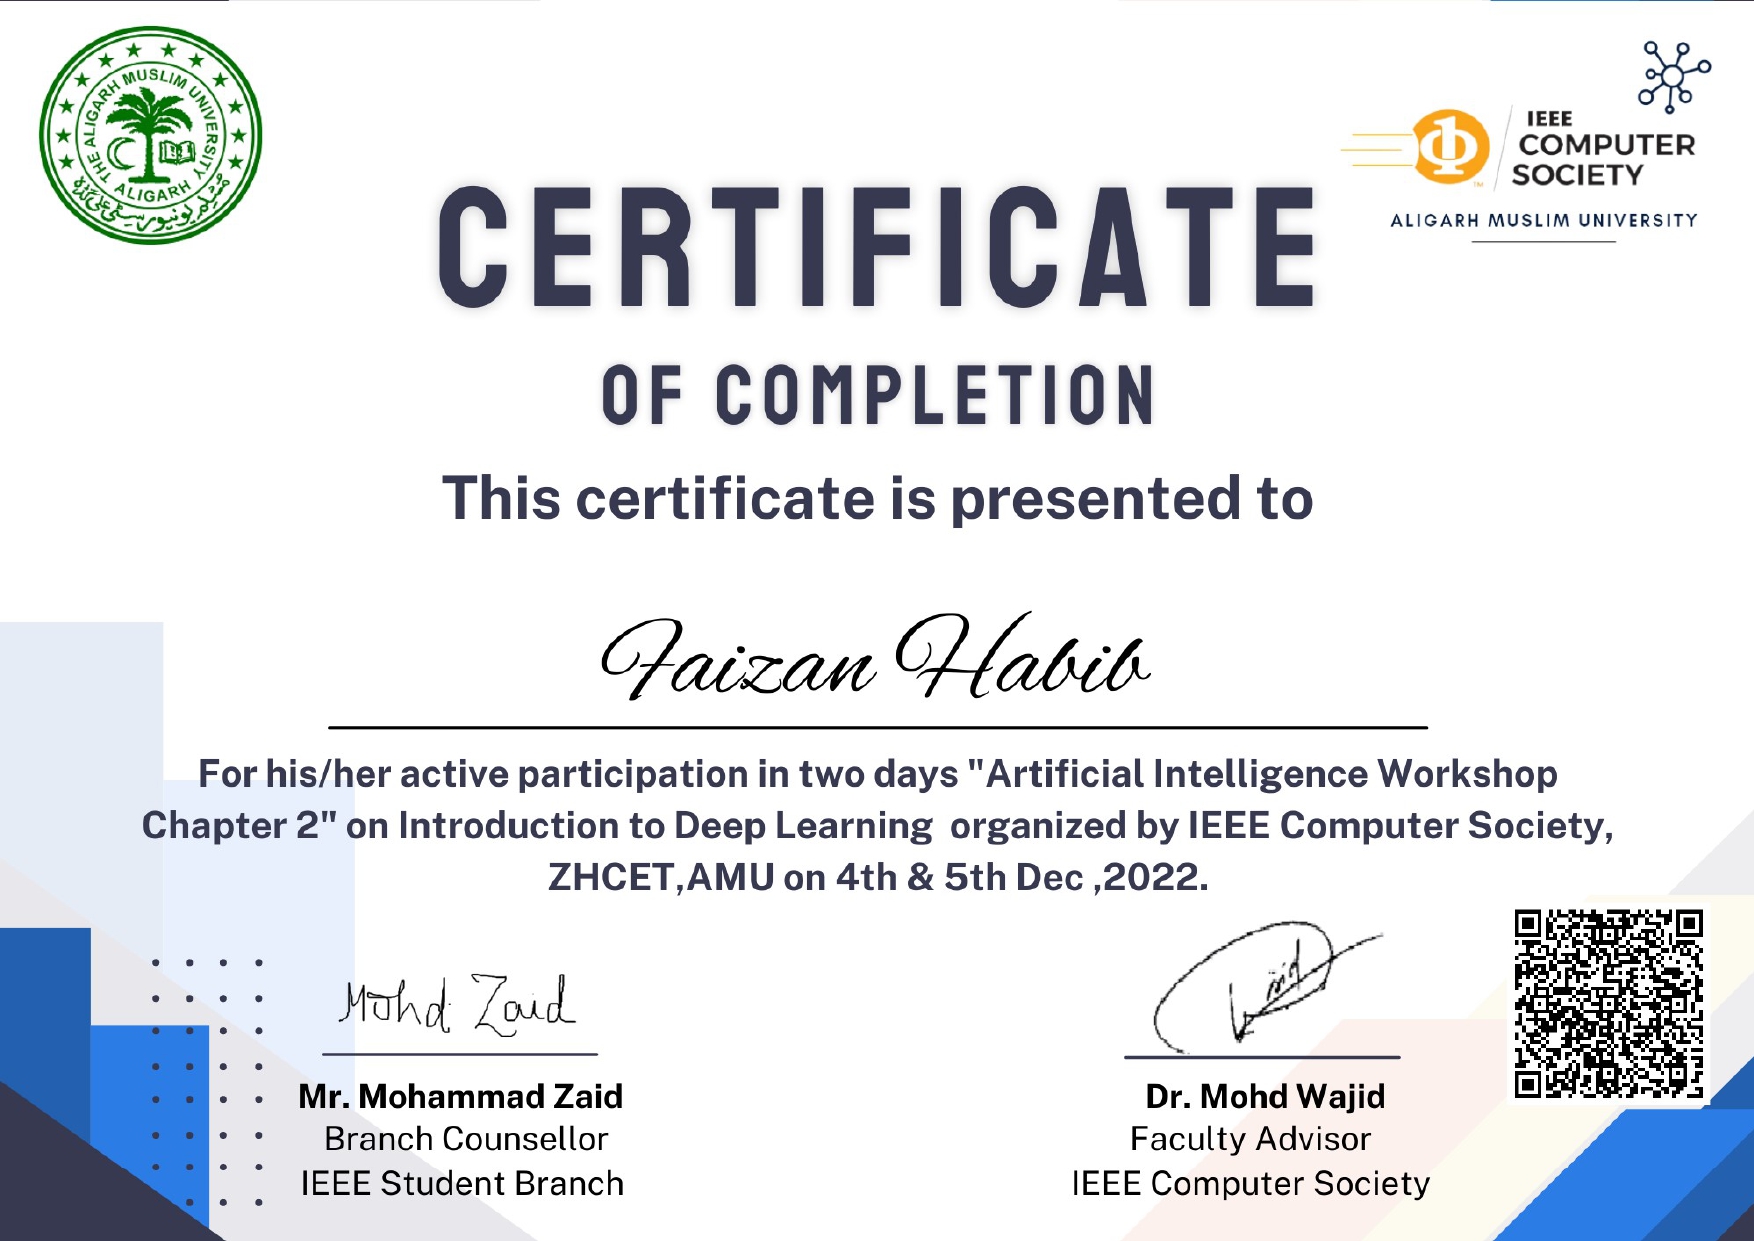 THE ALIGARH MUSLIM UNIVERSITY
ALIGARH
IEEE
COMPUTER
SOCIETY
TM
ALIGARH MUSLIM UNIVERSITY
CERTIFICATE
OF COMPLETION
This certificate is presented to
Faizan Habib
For his/her active participation in two days "Artificial Intelligence Workshop
Chapter 2" on Introduction to Deep Learning organized by IEEE Computer Society,
ZHCET,AMU on 4th & 5th Dec ,2022.
Mohd Zaid
Mr. Mohammad Zaid
Branch Counsellor
IEEE Student Branch
Dr. Mohd Wajid
Faculty Advisor
IEEE Computer Society